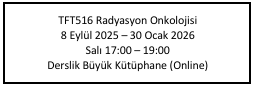 TFT516 Radyasyon Onkolojisi
8 Eylül 2025 – 30 Ocak 2026
Salı 17:00 – 19:00
Derslik Büyük Kütüphane (Online)